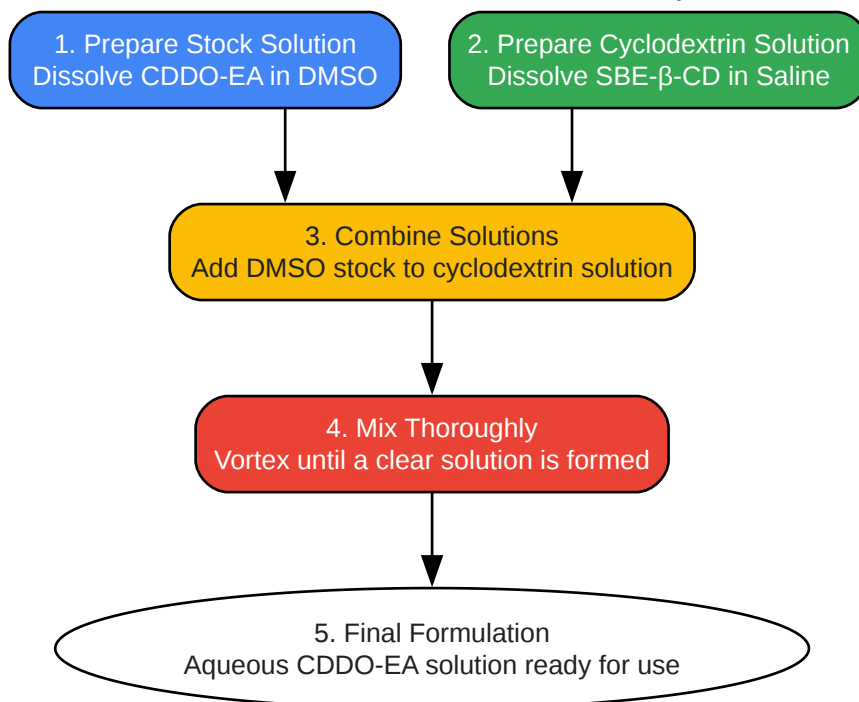 1. Prepare Stock Solution
Dissolve CDDO-EA in DMSO
2. Prepare Cyclodextrin Solution
Dissolve SBE-β-CD in Saline
3. Combine Solutions
Add DMSO stock to cyclodextrin solution
4. Mix Thoroughly
Vortex until a clear solution is formed
5. Final Formulation
Aqueous CDDO-EA solution ready for use